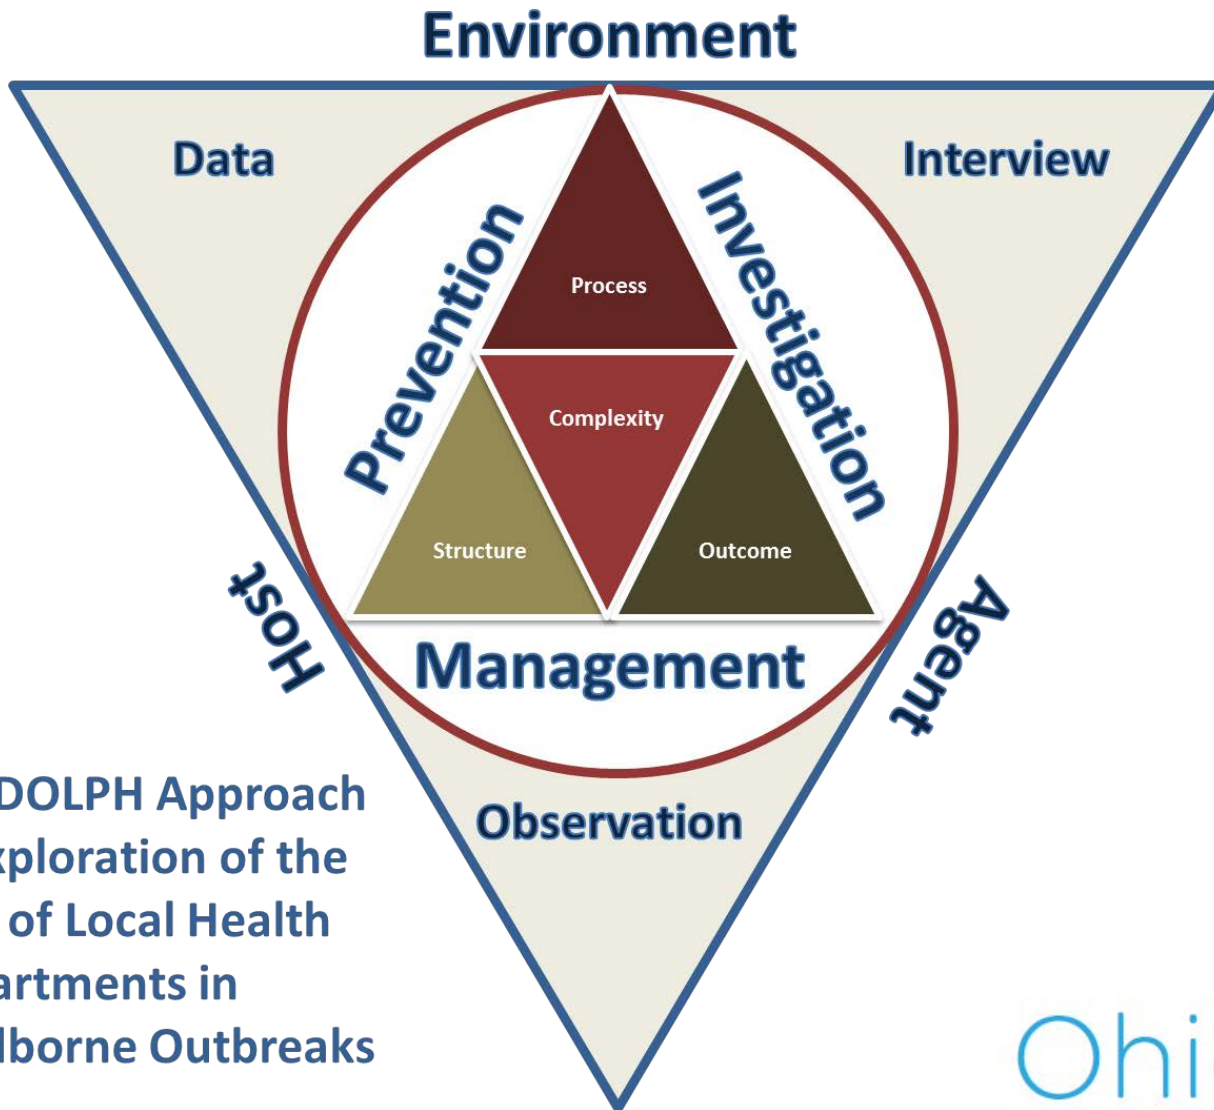 Environment
Data
Interview
Prevention
Investigation
Process
Complexity
Structure
Outcome
Host
Agent
Management
Observation
DOLPH Approach
xploration of the
of Local Health
artments in
dborne Outbreaks
Ohi